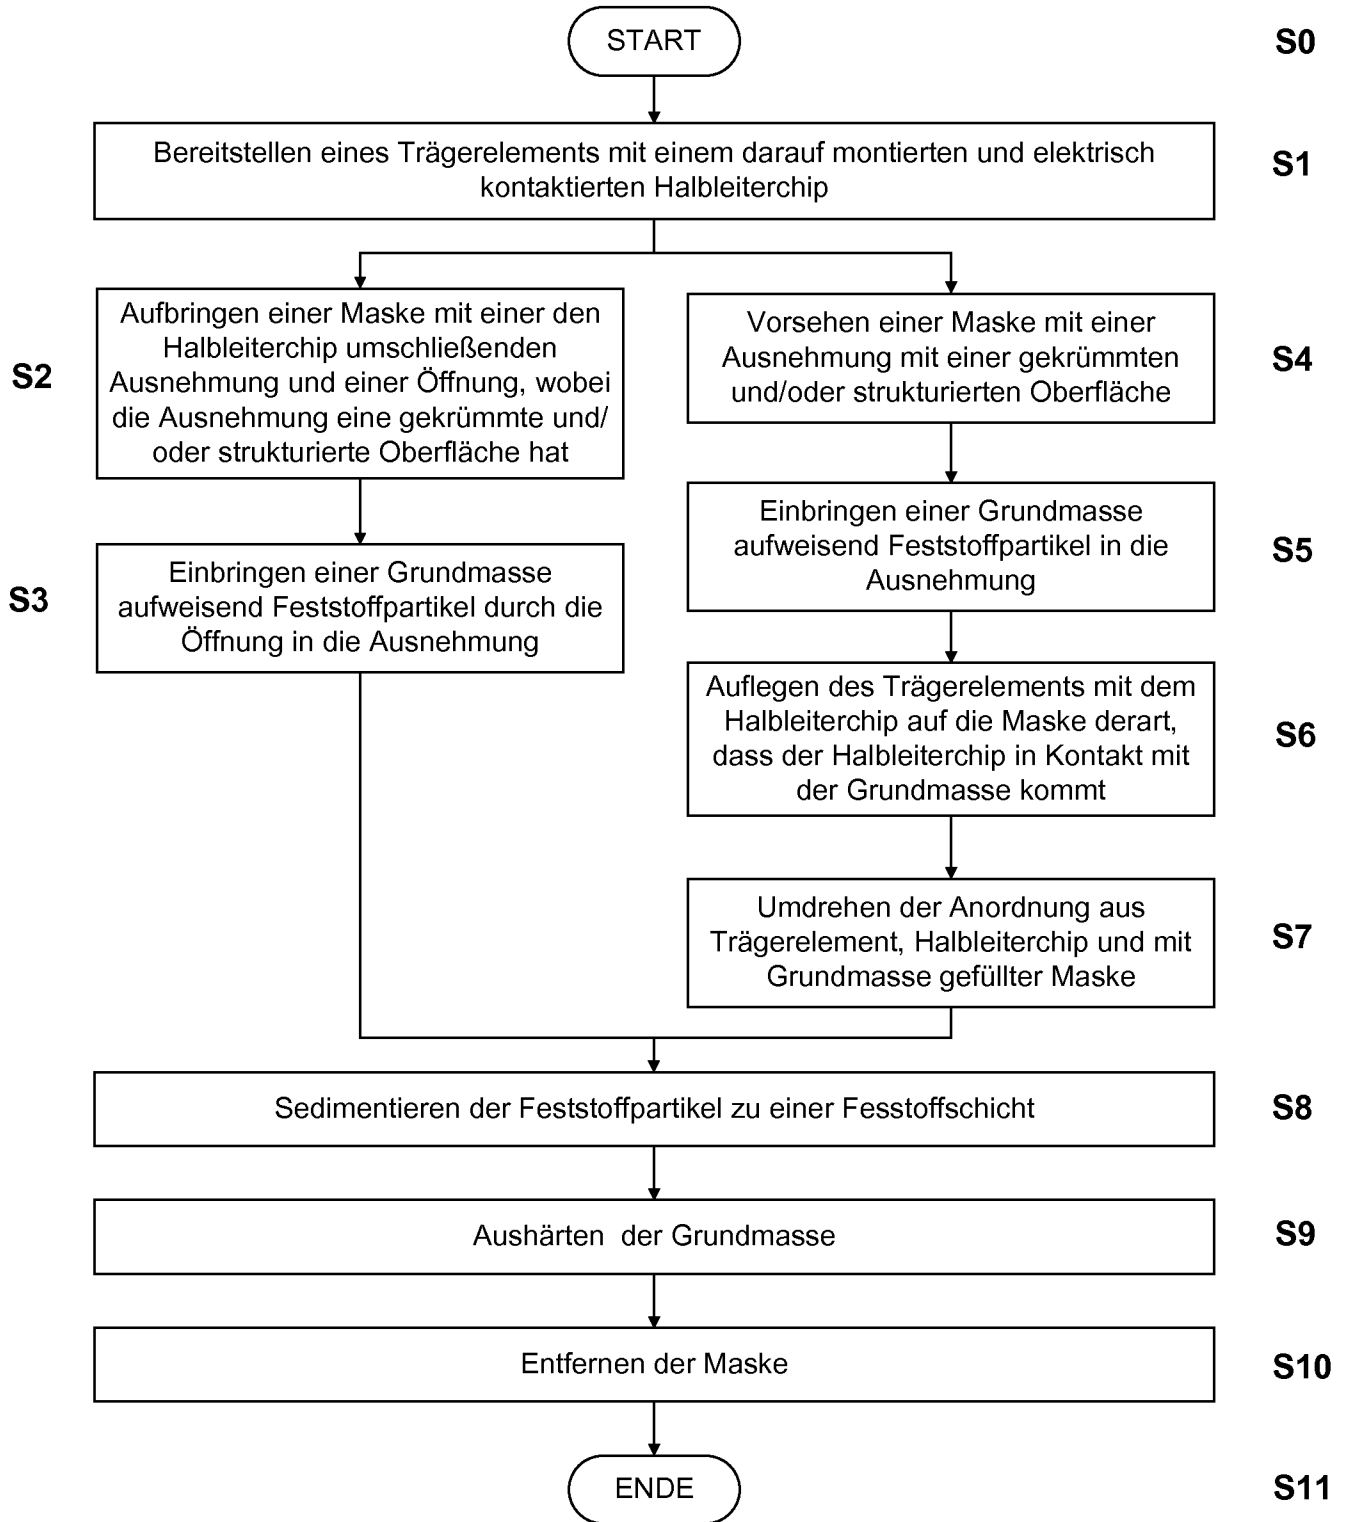 START
S0
Bereitstellen eines Trägerelements mit einem darauf montierten und elektrisch
kontaktierten Halbleiterchip
S1
Aufbringen einer Maske mit einer den
Halbleiterchip umschließenden
Ausnehmung und einer Öffnung, wobei
die Ausnehmung eine gekrümmte und/
oder strukturierte Oberfläche hat
S2
Einbringen einer Grundmasse
aufweisend Feststoffpartikel durch die
Öffnung in die Ausnehmung
S3
Vorsehen einer Maske mit einer
Ausnehmung mit einer gekrümmten
und/oder strukturierten Oberfläche
S4
Einbringen einer Grundmasse
aufweisend Feststoffpartikel in die
Ausnehmung
S5
Auflegen des Trägerelements mit dem
Halbleiterchip auf die Maske derart,
dass der Halbleiterchip in Kontakt mit
der Grundmasse kommt
S6
Umdrehen der Anordnung aus
Trägerelement, Halbleiterchip und mit
Grundmasse gefüllter Maske
S7
Sedimentieren der Feststoffpartikel zu einer Fesstoffschicht
S8
Aushärten  der Grundmasse
S9
Entfernen der Maske
S10
ENDE
S11